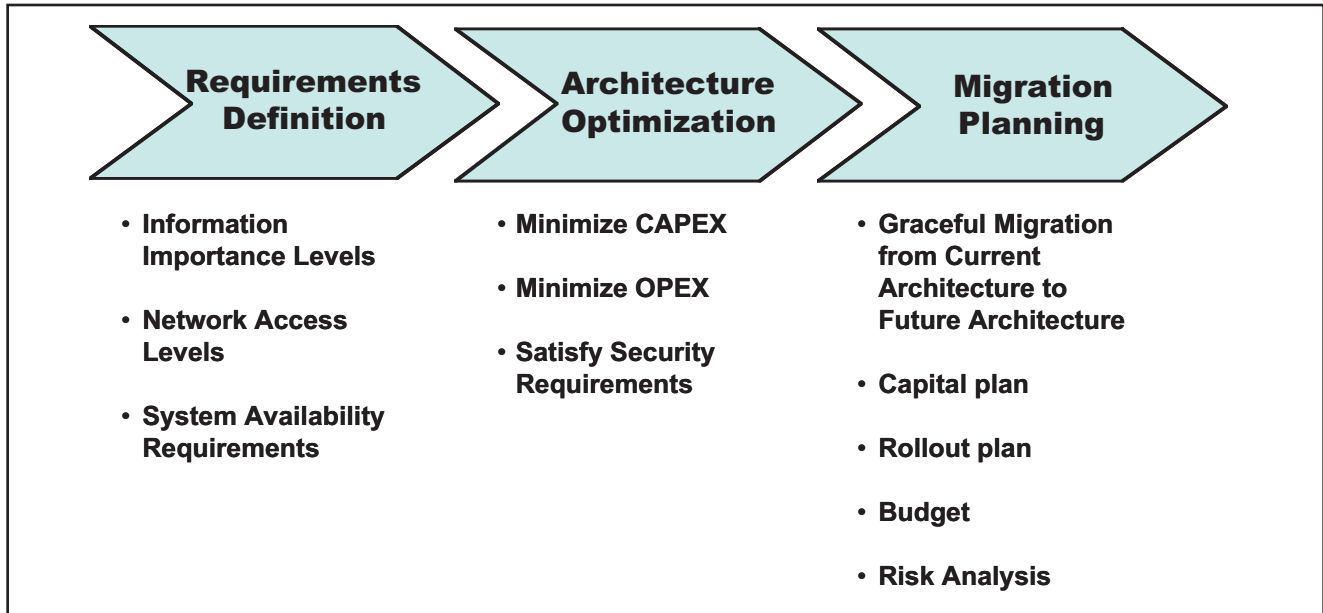 Requirements
Definition
• Information
Importance Levels
• Network Access
Levels
• System Availability
Requirements
Architecture
Optimization
• Minimize CAPEX
• Minimize OPEX
• Satisfy Security
Requirements
Migration
Planning
• Graceful Migration
from Current
Architecture to
Future Architecture
• Capital plan
• Rollout plan
• Budget
• Risk Analysis